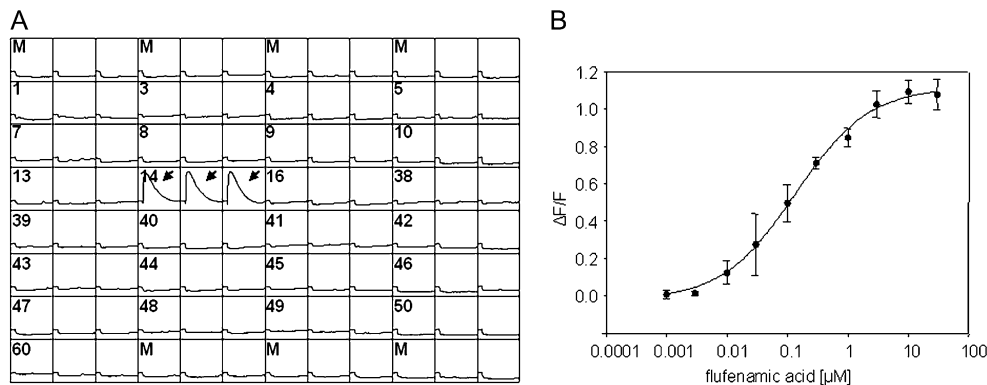 A
M M M M
1 3 4 5
7 8 9 10
13 14 16 38
39 40 41 42
43 44 45 46
47 48 49 50
60 M M M
B
1.2
1.0
0.8
0.6
0.4
0.2
0.0
ΔF/F
0.0001 0.001 0.01 0.1 1 10 100
flufenamic acid [µM]